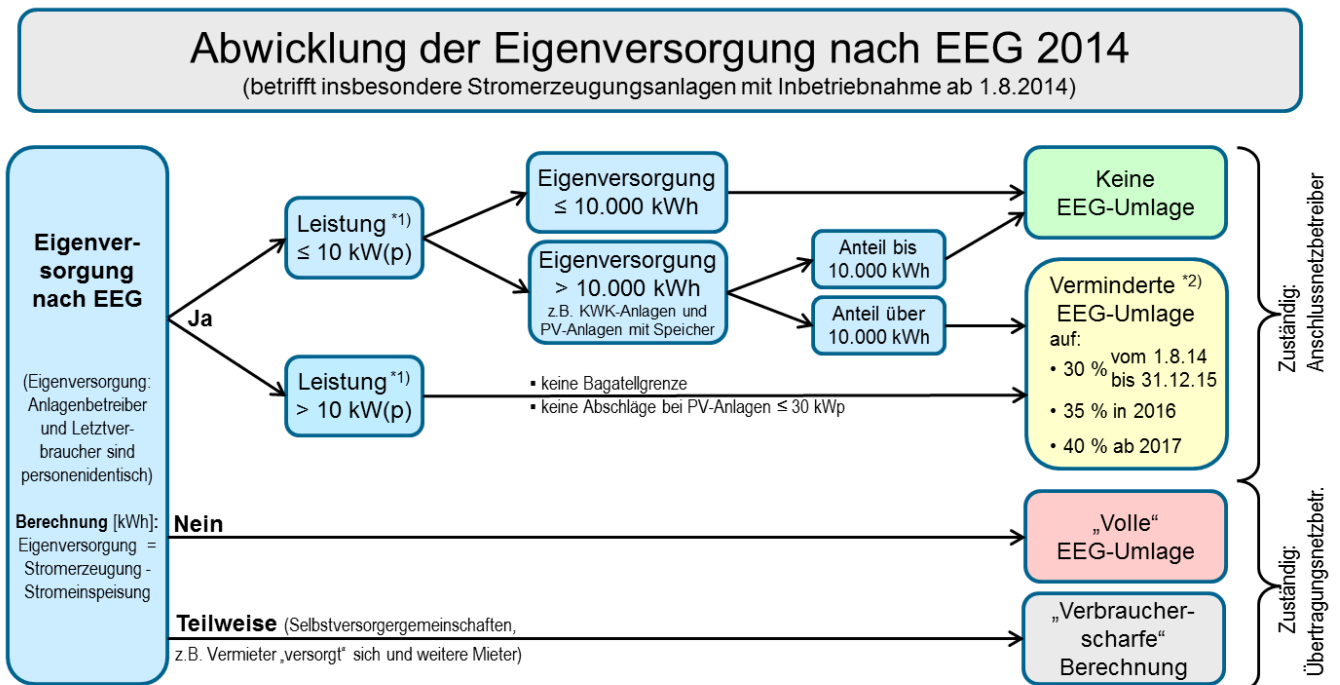 Abwicklung der Eigenversorgung nach EEG 2014
(betrifft insbesondere Stromerzeugungsanlagen mit Inbetriebnahme ab 1.8.2014)
Eigenver-
sorgung
nach EEG
(Eigenversorgung:
Anlagenbetreiber
und Letztver-
braucher sind
personenidentisch)
Berechnung [kWh]:
Eigenversorgung =
Stromerzeugung -
Stromeinspeisung
Ja
Leistung *1)
≤ 10 kW(p)
Eigenversorgung
≤ 10.000 kWh
Eigenversorgung
> 10.000 kWh
z.B. KWK-Anlagen und
PV-Anlagen mit Speicher
Anteil bis
10.000 kWh
Anteil über
10.000 kWh
Keine
EEG-Umlage
Leistung *1)
> 10 kW(p)
▪ keine Bagatellgrenze
▪ keine Abschläge bei PV-Anlagen ≤ 30 kWp
Verminderte *2)
EEG-Umlage
auf:
• 30 % vom 1.8.14
bis 31.12.15
• 35 % in 2016
• 40 % ab 2017
Zuständig:
Anschlussnetzbetreiber
Nein
„Volle“
EEG-Umlage
Teilweise (Selbstversorgergemeinschaften,
z.B. Vermieter „versorgt“ sich und weitere Mieter)
„Verbraucher-
scharfe“
Berechnung
Zuständig:
Übertragungsnetzbetr.